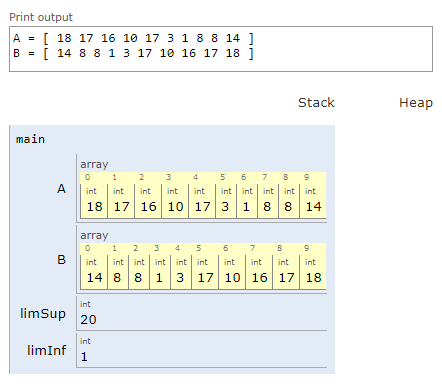 Print output
A = [ 18 17 16 10 17 3 1 8 8 14 ]
B = [ 14 8 8 1 3 17 10 16 17 18 ]
Stack Heap
main
array
0 1 2 3 4 5 6 7 8 9
int int int int int int int int int int
A 18 17 16 10 17 3 1 8 8 14
array
0 1 2 3 4 5 6 7 8 9
int int int int int int int int int int
B 14 8 8 1 3 17 10 16 17 18
int
limSup 20
int
limInf 1